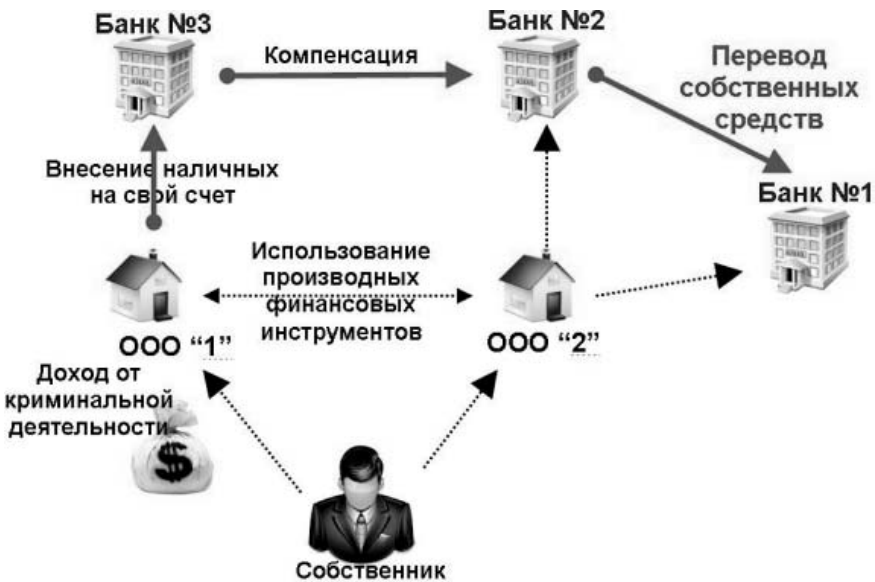 Банк №3
Банк №2
Компенсация
Перевод
собственных
средств
Внесение наличных
на свой счет
Банк №1
Использование
производных
финансовых
инструментов
ООО “1”
ООО “2”
Доход от
криминальной
деятельности
$
Собственник